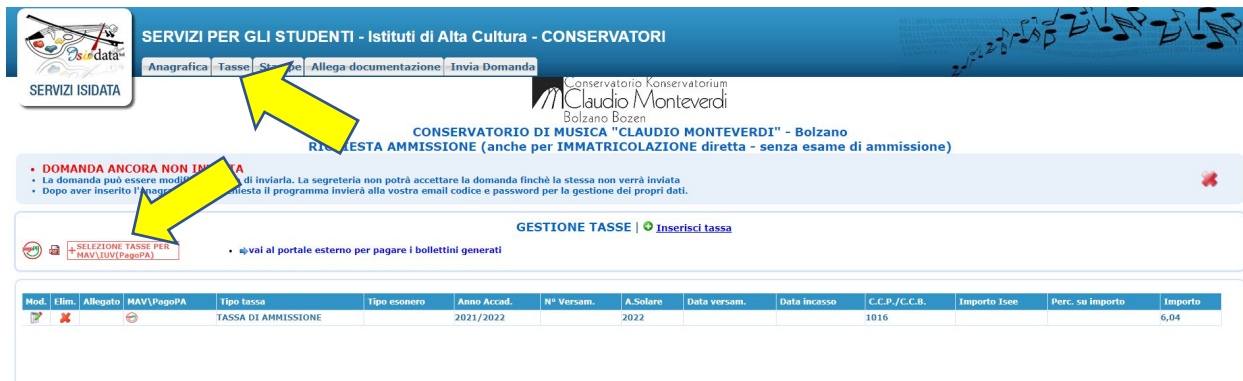 SERVIZI PER GLI STUDENTI - Istituti di Alta Cultura - CONSERVATORI
Isidata
SERVIZI ISIDATA
Anagrafica Tasse Allega documentazione Invia Domanda
Conservatorio Konservatorium
Claudio Monteverdi
Bolzano Bozen
CONSERVATORIO DI MUSICA "CLAUDIO MONTEVERDI" - Bolzano
AMMISSIONE (anche per IMMATRICOLAZIONE diretta - senza esame di ammissione)
DOMANDA ANCORA NON
La domanda può essere di inviarla. La segreteria non potrà accettare la domanda finchè la stessa non verrà inviata
Dopo aver inserito il programma invierà alla vostra email codice e password per la gestione dei propri dati.
GESTIONE TASSE | Inserisci tassa
+SELEZIONE TASSE PER
MAV\IUV(PagoPA)
vai al portale esterno per pagare i bollettini generati
Mod. Elim. Allegato MAV\PagoPA Tipo tassa Tipo esonero Anno Accad. Nº Versam. A.Solare Data versam. Data incasso C.C.P./C.C.B. Importo Isee Perc. su importo Importo
TASSA DI AMMISSIONE 2021/2022 2022 1016 6,04